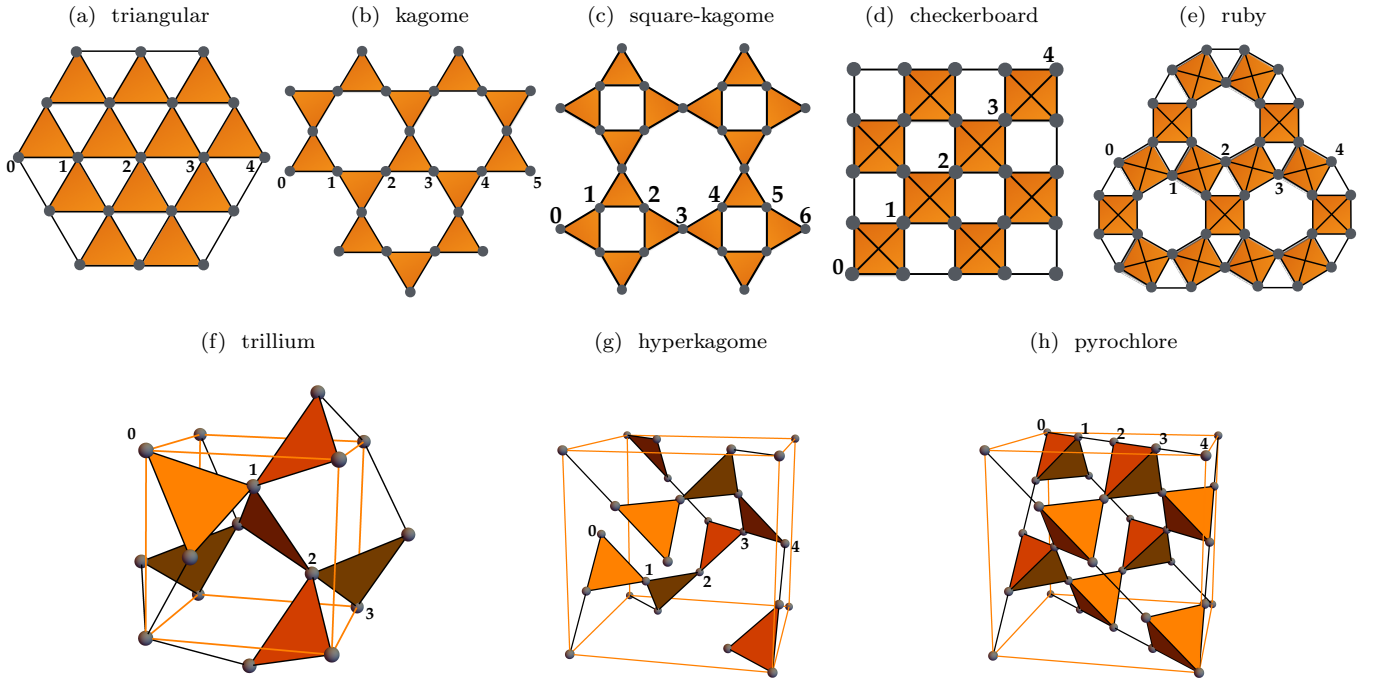 (a) triangular
(b) kagome
(c) square-kagome
(d) checkerboard
(e) ruby
0 1 2 3 4
0 1 2 3 4 5
0 1 2 3 4 5 6
0 1 2 3 4
0 1 2 3 4
(f) trillium
(g) hyperkagome
(h) pyrochlore
0 1 2 3
0 1 2 3 4
0 1 2 3 4